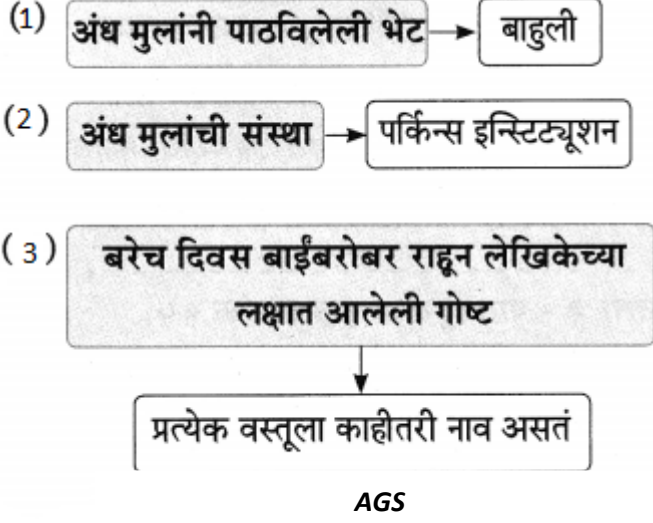 (1) अंध मुलांनी पाठविलेली भेट → बाहुली
(2) अंध मुलांची संस्था → पर्किन्स इन्स्टिट्यूशन
(3) बरेच दिवस बाईंबरोबर राहून लेखिकेच्या
लक्षात आलेली गोष्ट
प्रत्येक वस्तूला काहीतरी नाव असतं
AGS